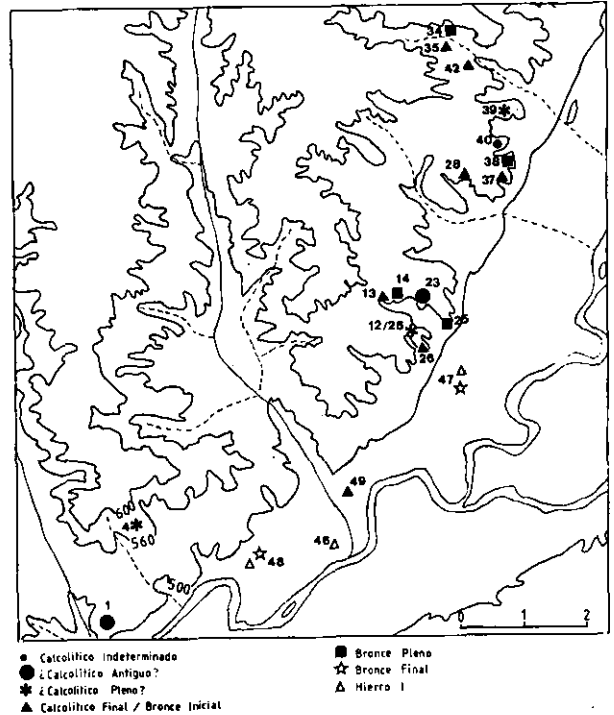 34
35
42
39
40
38
28
37
14
23
13
12/25
25
26
47
49
600
4
560
46
48
500
1
0 1 2
Calcolítico Indeterminado
¿Calcolítico Antiguo?
¿Calcolítico Pleno?
Calcolítico Final / Bronce Inicial
Bronce Pleno
Bronce Final
Hierro I